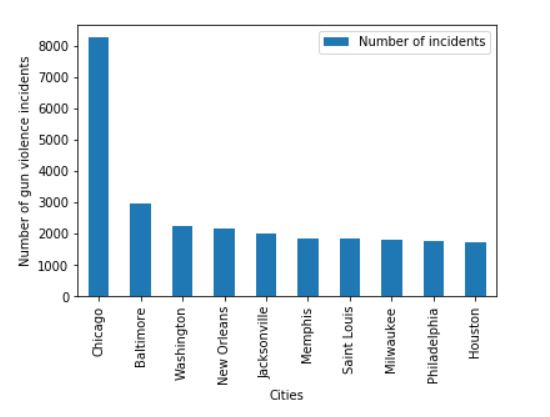 Number of incidents
Number of gun violence incidents
8000
7000
6000
5000
4000
3000
2000
1000
0
Chicago
Baltimore
Washington
New Orleans
Jacksonville
Memphis
Saint Louis
Milwaukee
Philadelphia
Houston
Cities